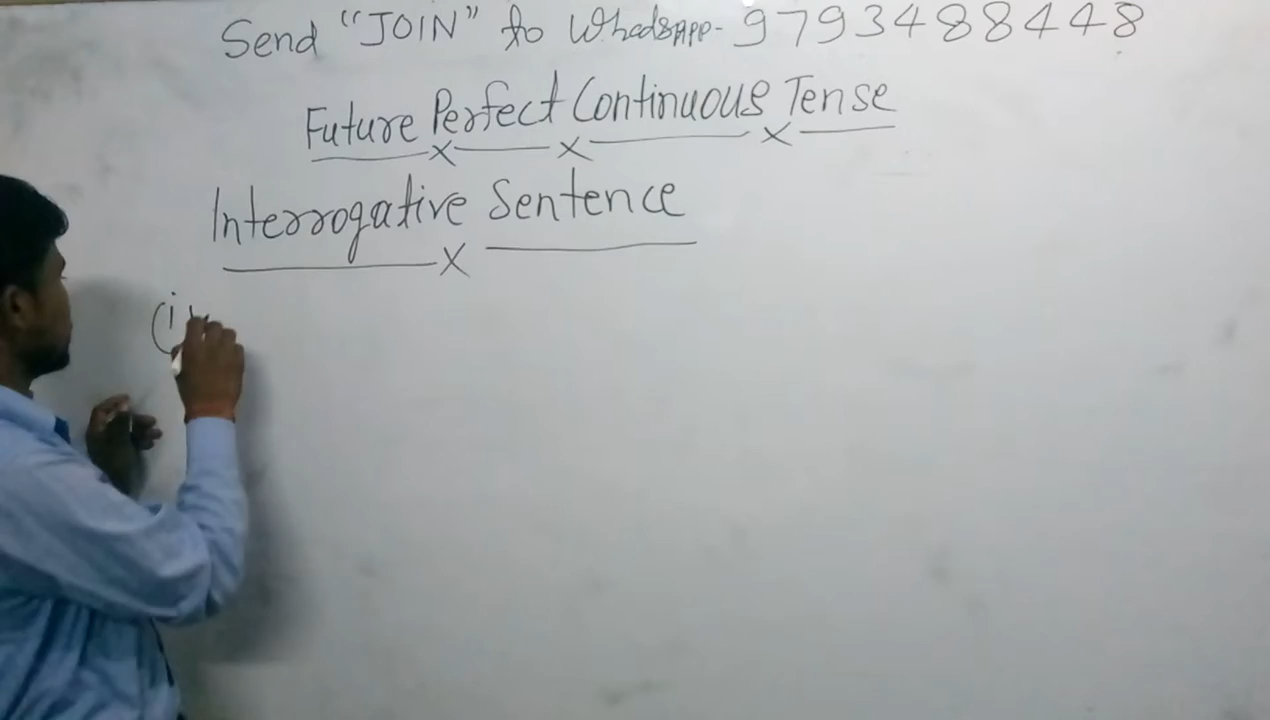 Send "JOIN" to WhatsApp- 9793488448
Future Perfect Continuous Tense
Interrogative Sentence
(i)